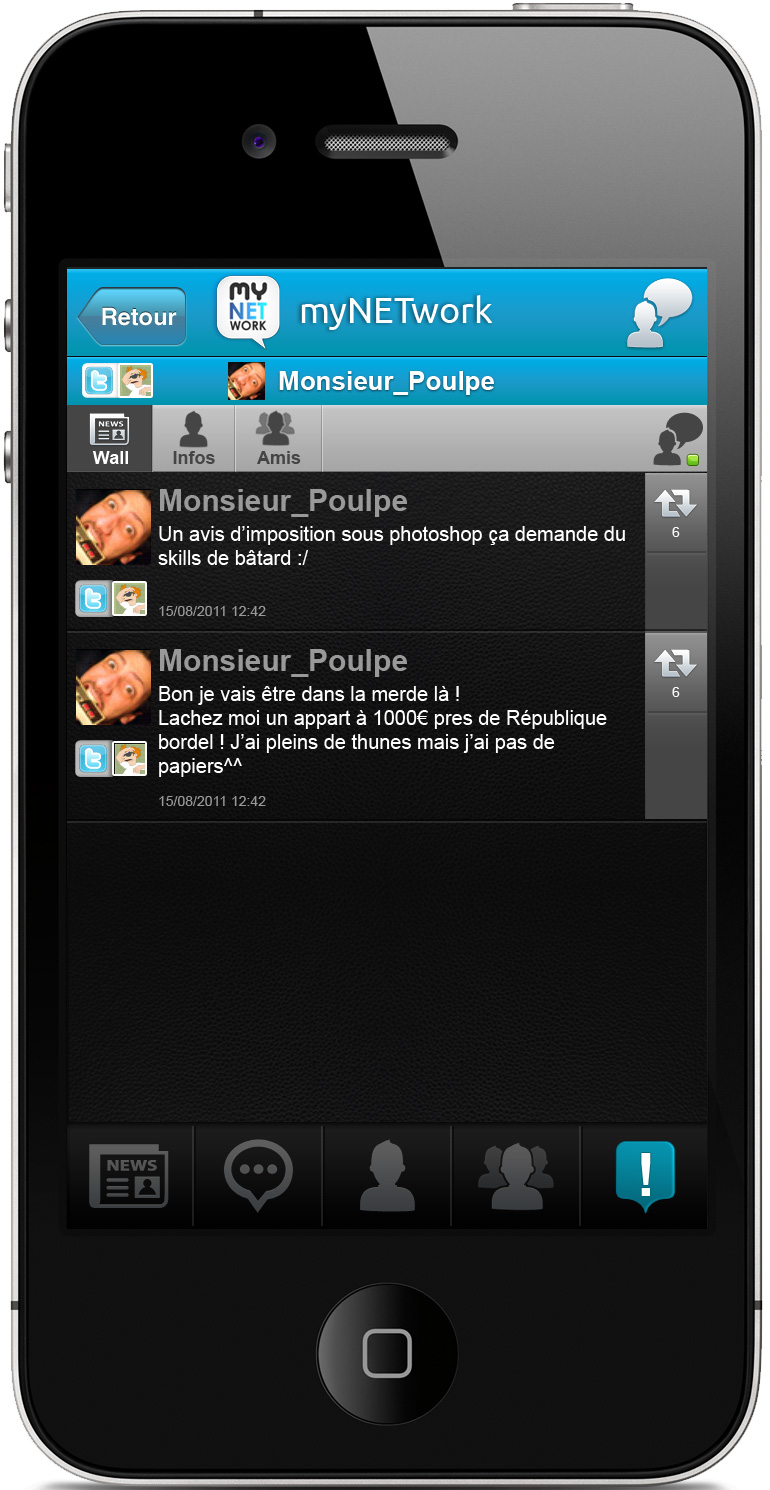 Retour
my
NET
WORK
myNETwork
Monsieur_Poulpe
NEWS
Wall
Infos
Amis
Monsieur_Poulpe
Un avis d’imposition sous photoshop ça demande du
skills de bâtard :/
15/08/2011 12:42
6
Monsieur_Poulpe
Bon je vais être dans la merde là !
Lachez moi un appart à 1000€ pres de République
bordel ! J’ai pleins de thunes mais j’ai pas de
papiers^^
15/08/2011 12:42
6
NEWS